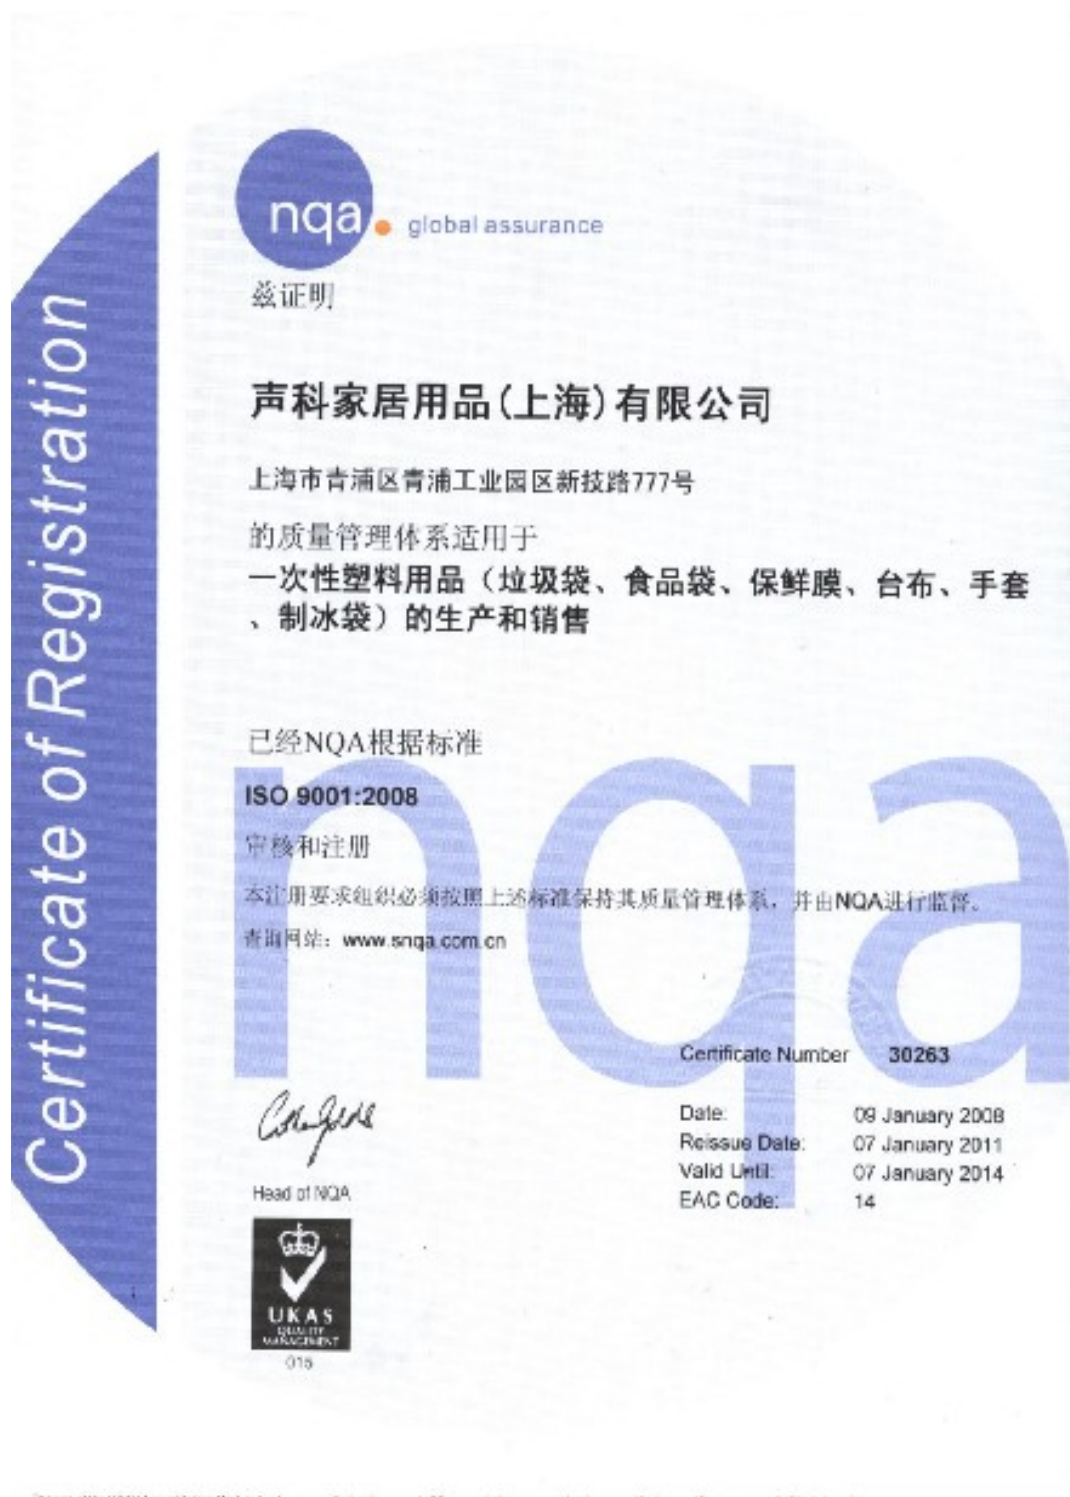 Certificate of Registration
nqa.
global assurance
兹证明
声科家居用品(上海)有限公司
上海市青浦区青浦工业园区新技路777号
的质量管理体系适用于
一次性塑料用品（垃圾袋、食品袋、保鲜膜、台布、手套
、制冰袋）的生产和销售
已经NQA根据标准
ISO 9001:2008
审核和注册
本注册要求组织必须按照上述标准保持其质量管理体系，并由NQA进行监督。
查询网站：www.snqa.com.cn
nqa
Certificate Number 30263
Date: 09 January 2008
Reissue Date: 07 January 2011
Valid Until: 07 January 2014
EAC Code: 14
Head of NQA
UKAS
QUALITY
MANAGEMENT
015